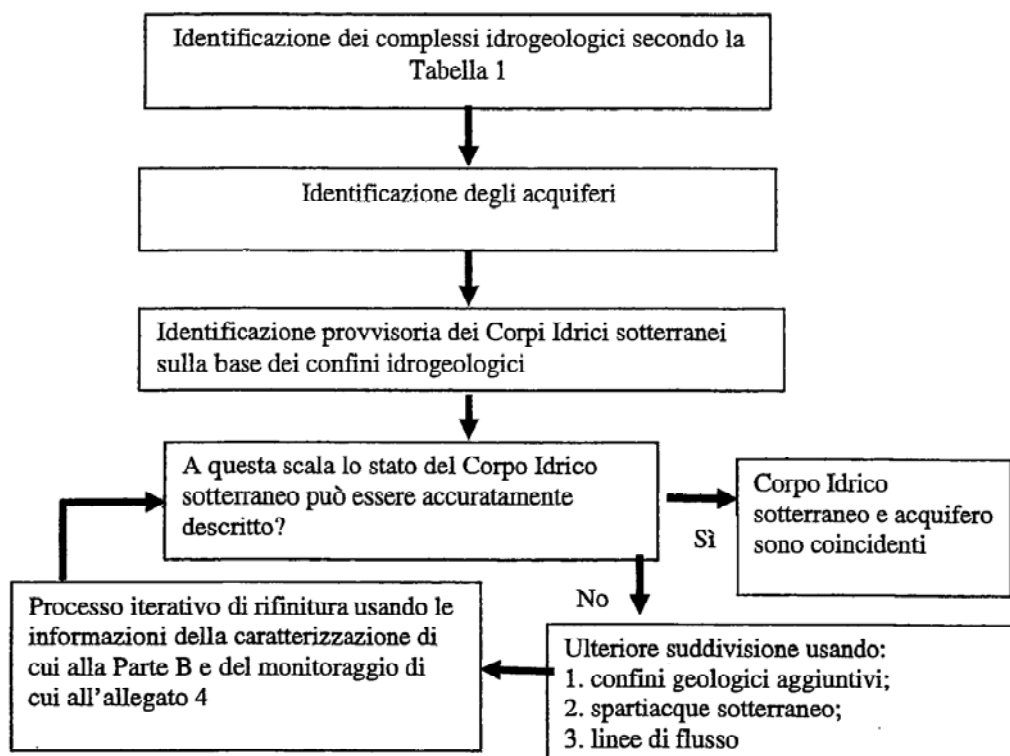 Identificazione dei complessi idrogeologici secondo la
Tabella 1
Identificazione degli acquiferi
Identificazione provvisoria dei Corpi Idrici sotterranei
sulla base dei confini idrogeologici
A questa scala lo stato del Corpo Idrico
sotterraneo può essere accuratamente
descritto?
Sì
Corpo Idrico
sotterraneo e acquifero
sono coincidenti
No
Ulteriore suddivisione usando:
1. confini geologici aggiuntivi;
2. spartiacque sotterraneo;
3. linee di flusso
Processo iterativo di rifinitura usando le
informazioni della caratterizzazione di
cui alla Parte B e del monitoraggio di
cui all'allegato 4